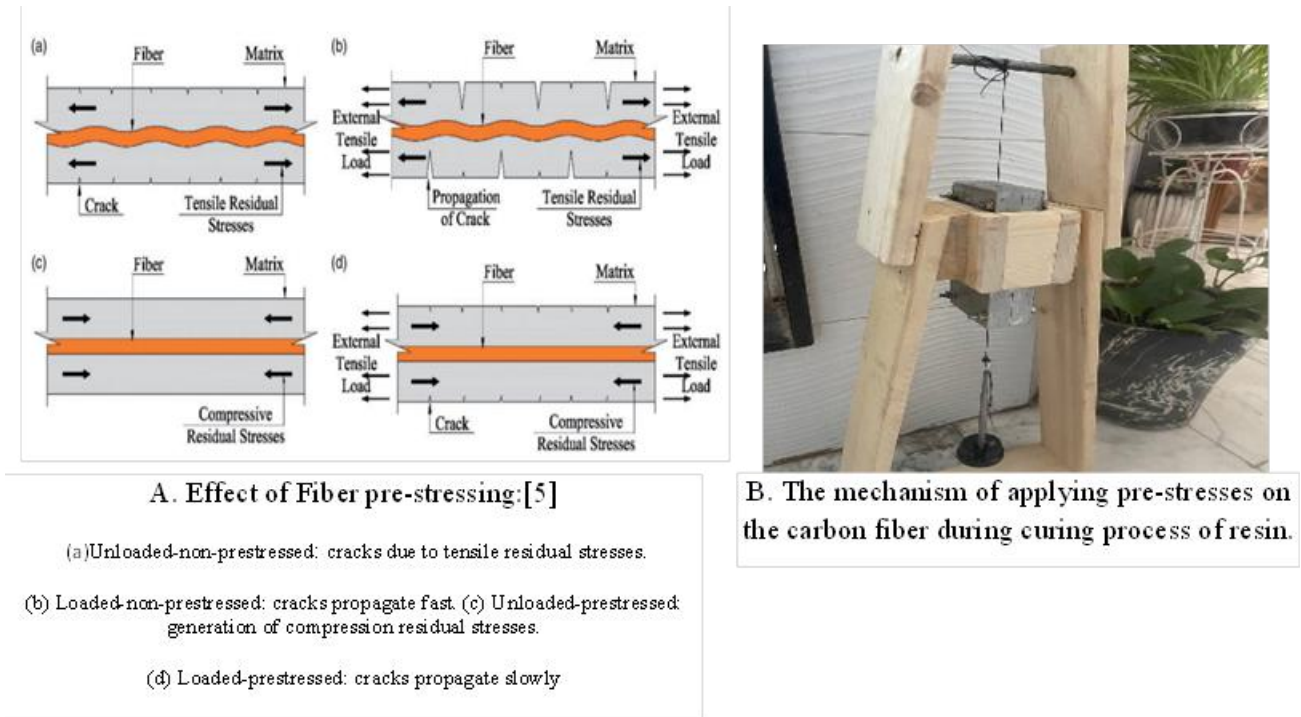 (a)
Fiber
Matrix
Crack
Tensile Residual
Stresses
(b)
Fiber
Matrix
External
Tensile
Load
External
Tensile
Load
Propagation
of Crack
Tensile Residual
Stresses
(c)
Fiber
Matrix
Compressive
Residual Stresses
(d)
Fiber
Matrix
External
Tensile
Load
External
Tensile
Load
Crack
Compressive
Residual Stresses
A. Effect of Fiber pre-stressing:[5]
(a)Unloaded-non-prestressed: cracks due to tensile residual stresses.
(b) Loaded-non-prestressed: cracks propagate fast. (c) Unloaded-prestressed:
generation of compression residual stresses.
(d) Loaded-prestressed: cracks propagate slowly
B. The mechanism of applying pre-stresses on
the carbon fiber during curing process of resin.